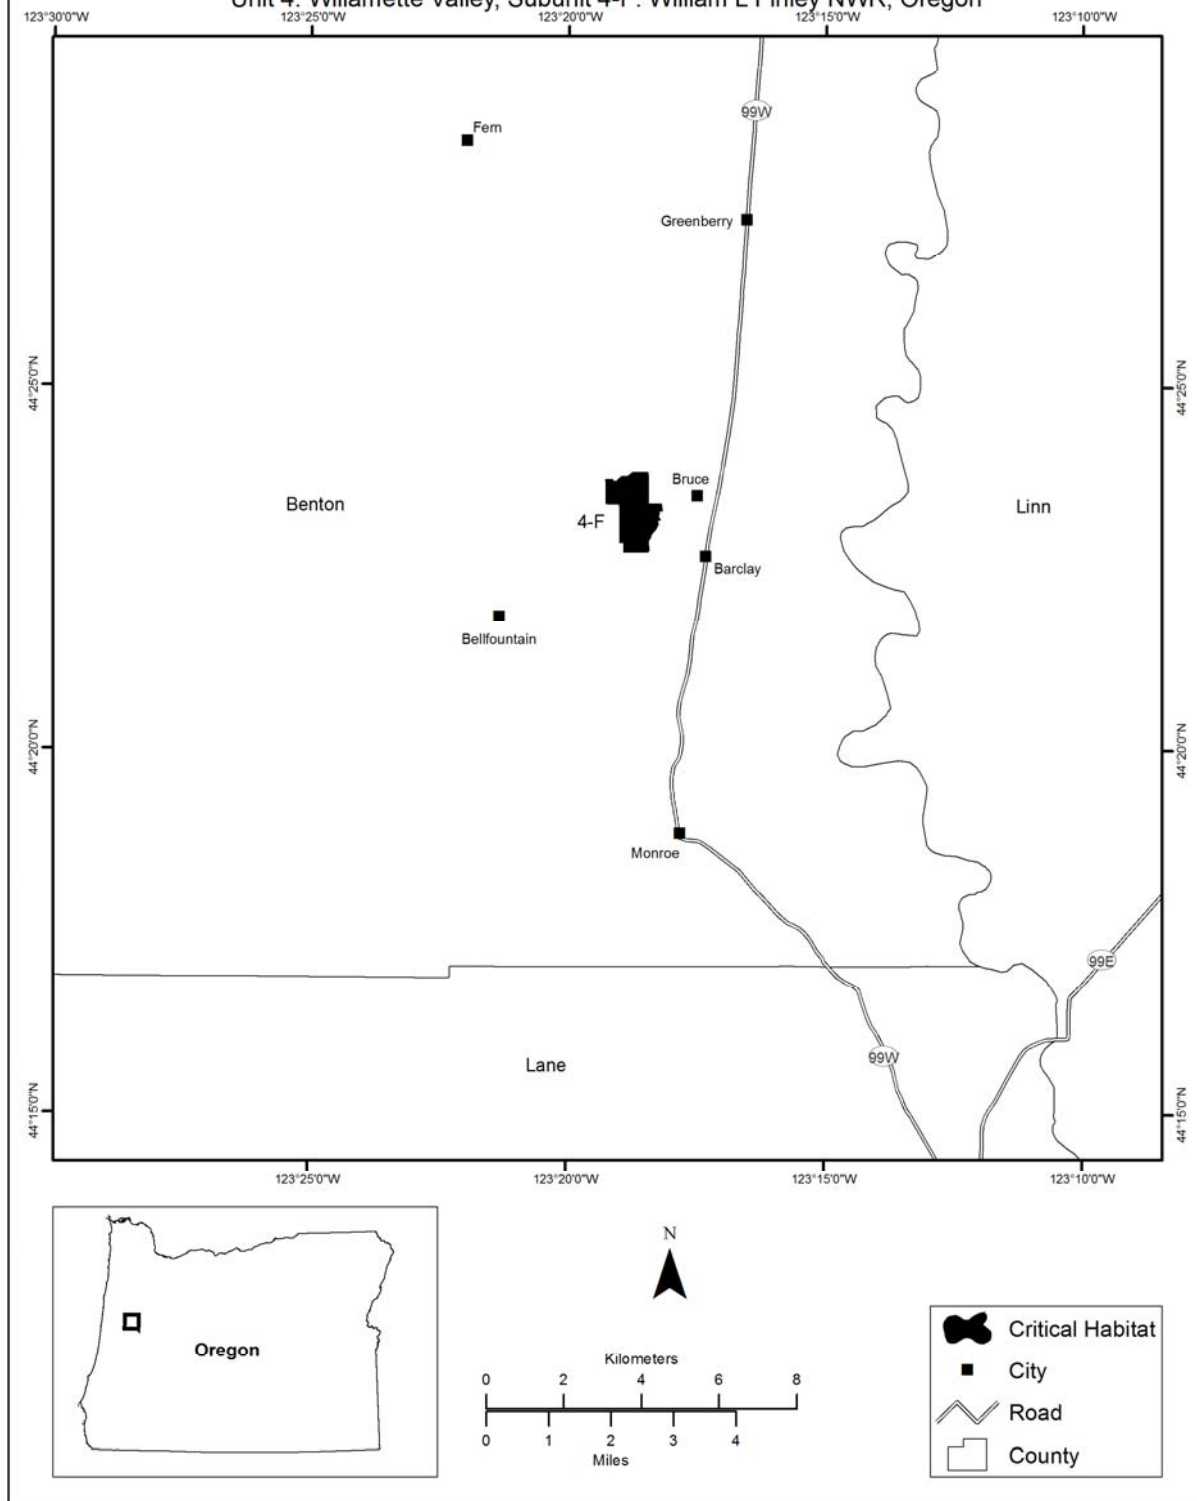 Unit 4: Willamette Valley, Subunit 4-F: William L Finley NWR, Oregon
123°30'0"W 123°25'0"W 123°20'0"W 123°15'0"W 123°10'0"W
99W
Fern
Greenberry
44°25'0"N 44°25'0"N
Bruce
Benton
Linn
4-F
Barclay
Bellfountain
44°20'0"N 44°20'0"N
Monroe
99E
99W
Lane
44°15'0"N 44°15'0"N
123°25'0"W 123°20'0"W 123°15'0"W 123°10'0"W
Oregon
N
Kilometers
0 2 4 6 8
0 1 2 3 4
Miles
Critical Habitat
City
Road
County